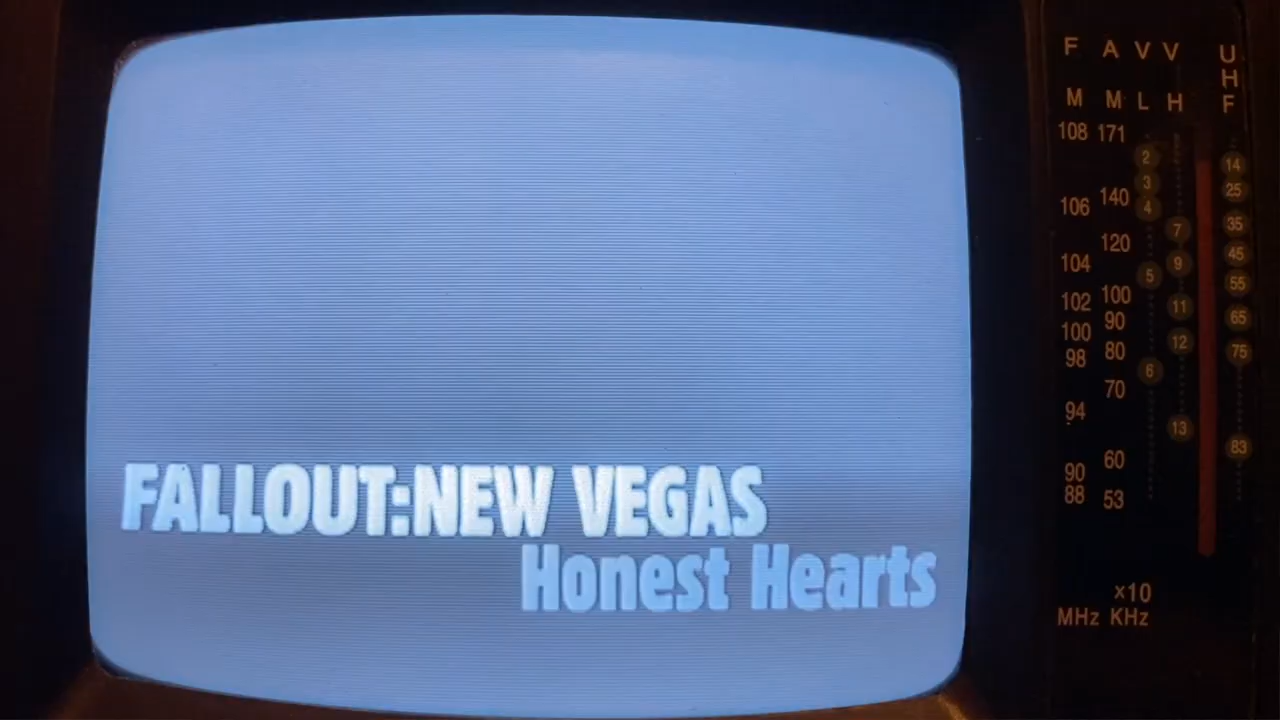 FALLOUT:NEW VEGAS
Honest Hearts
F A V V U
M M L H H
F
108 171
2 14
3 25
106 140 4
7 35
120
104 9 45
5
102 100 11 55
100 90 65
98 80 12 75
6
70
94 13
60 83
90
88 53
x10
MHz KHz